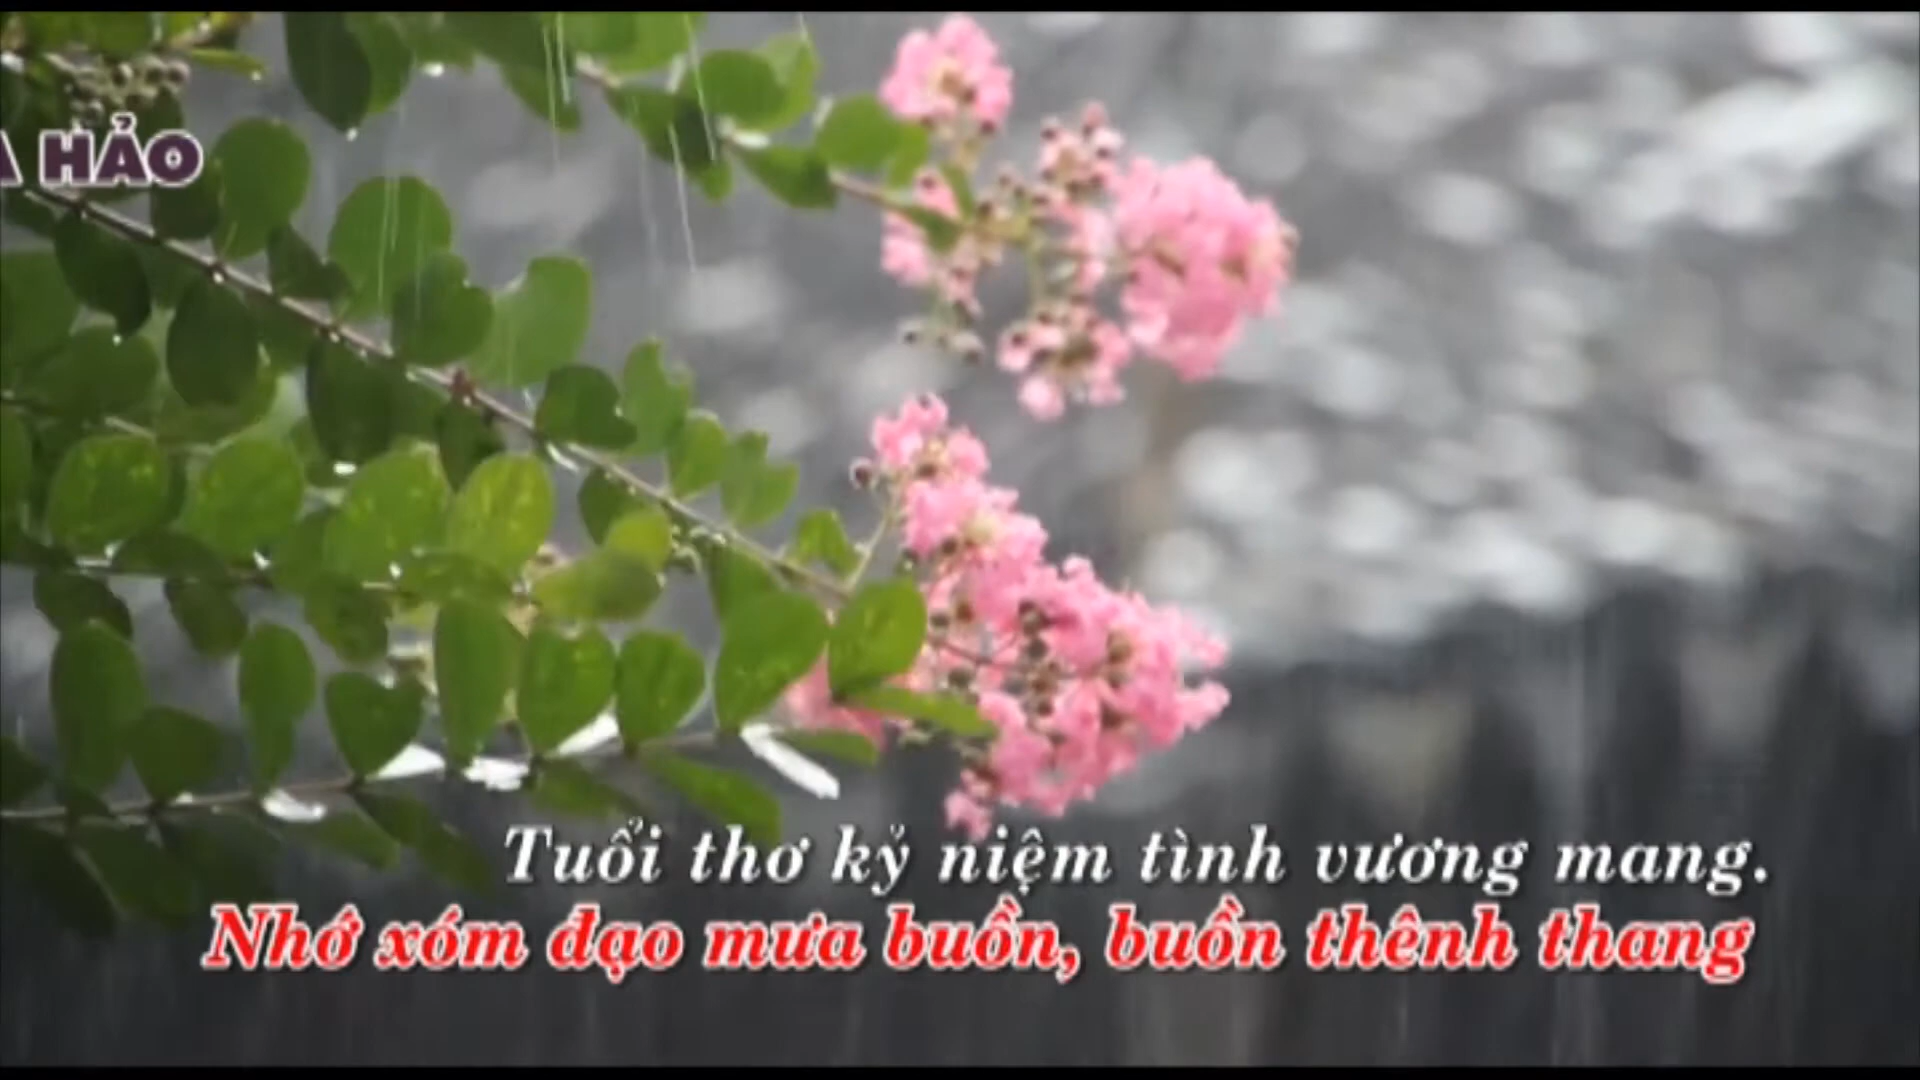 HẢO
Tuổi thơ kỷ niệm tình vương mang.
Nhớ xóm đạo mưa buồn, buồn thênh thang